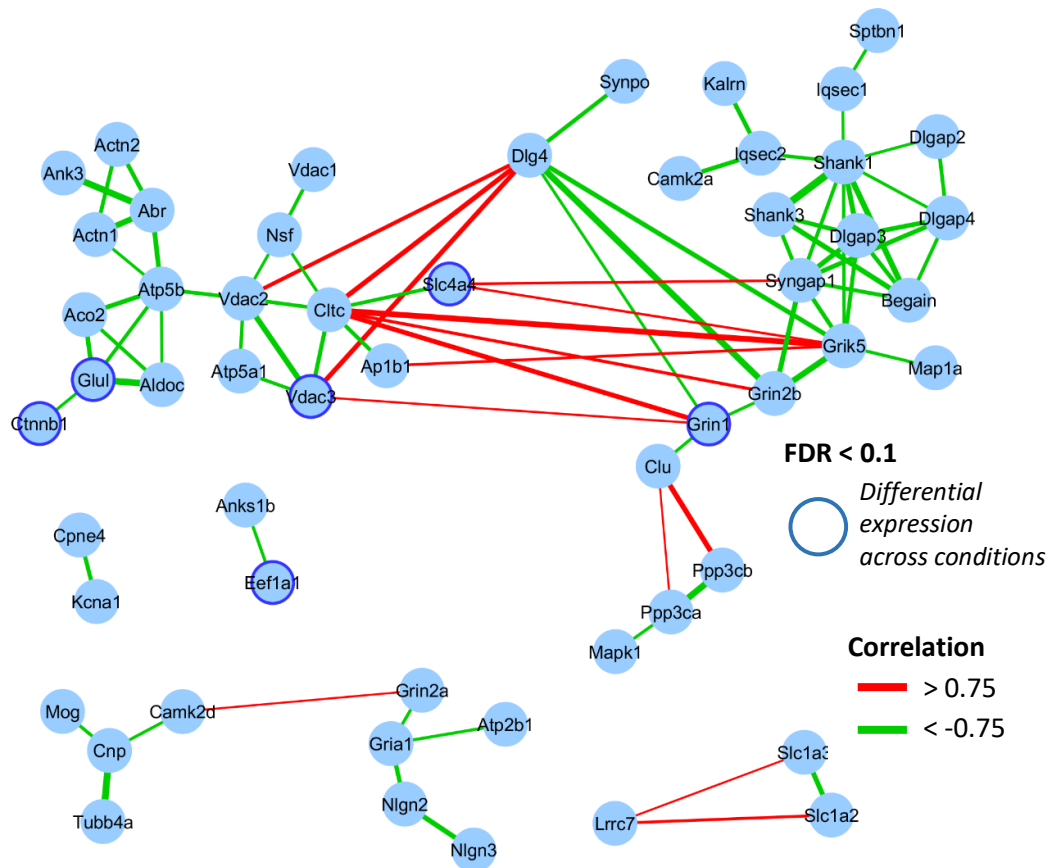 Sptbn1
Synpo
Kalrn
Iqsec1
Actn2
Dlgap2
Vdac1
Dlg4
Iqsec2
Shank1
Ank3
Camk2a
Abr
Shank3
Dlgap4
Actn1
Nsf
Dlgap3
Atp5b
Slc4a4
Syngap1
Vdac2
Begain
Aco2
Cltc
Grik5
Ap1b1
Map1a
Glul
Aldoc
Atp5a1
Vdac3
Grin2b
Ctnnb1
Grin1
FDR < 0.1
Clu
Differential
expression
across conditions
Anks1b
Cpne4
Ppp3cb
Eef1a1
Kcna1
Ppp3ca
Mapk1
Correlation
> 0.75
< -0.75
Grin2a
Mog
Camk2d
Atp2b1
Cnp
Gria1
Slc1a3
Nlgn2
Slc1a2
Tubb4a
Lrrc7
Nlgn3